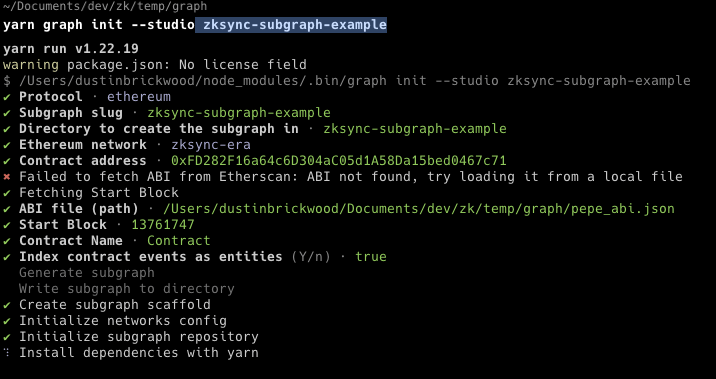 ~/Documents/dev/zk/temp/graph
yarn graph init --studio zksync-subgraph-example
yarn run v1.22.19
warning package.json: No license field
$ /Users/dustinbrickwood/node_modules/.bin/graph init --studio zksync-subgraph-example
✔ Protocol · ethereum
✔ Subgraph slug · zksync-subgraph-example
✔ Directory to create the subgraph in · zksync-subgraph-example
✔ Ethereum network · zksync-era
✔ Contract address · 0xFD282F16a64c6D304aC05d1A58Da15bed0467c71
✖ Failed to fetch ABI from Etherscan: ABI not found, try loading it from a local file
✔ Fetching Start Block
✔ ABI file (path) · /Users/dustinbrickwood/Documents/dev/zk/temp/graph/pepe_abi.json
✔ Start Block · 13761747
✔ Contract Name · Contract
✔ Index contract events as entities (Y/n) · true
Generate subgraph
Write subgraph to directory
✔ Create subgraph scaffold
✔ Initialize networks config
✔ Initialize subgraph repository
⠹ Install dependencies with yarn